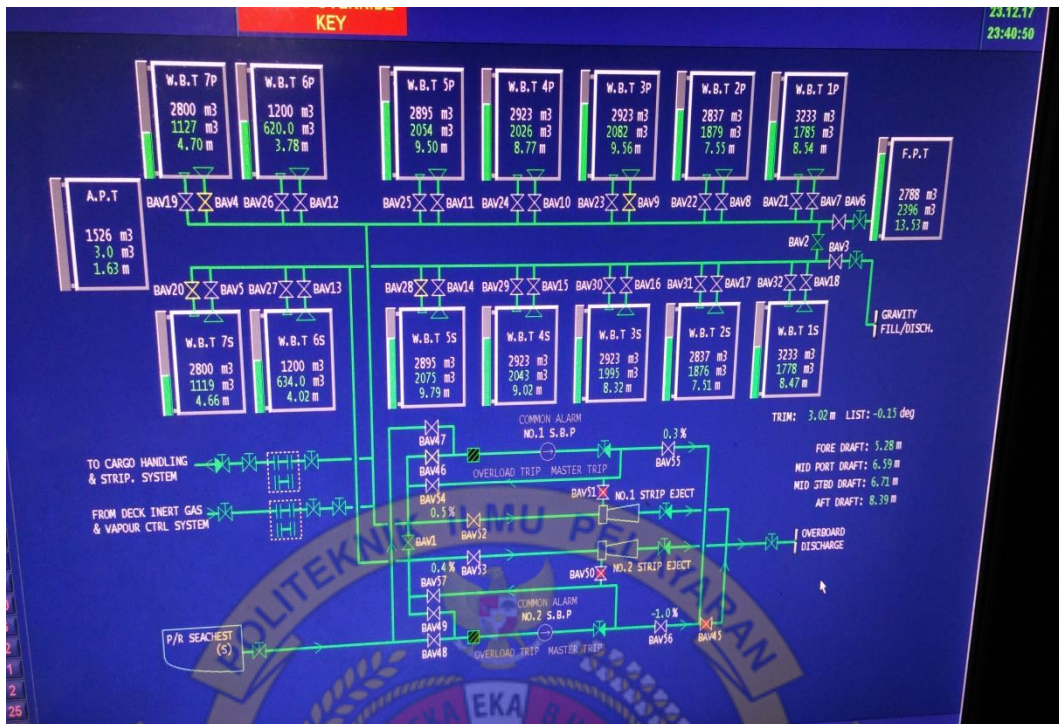 KEY
23.12.17
23:40:50
W.B.T 7P
2800 m3
1127 m3
4.70 m
W.B.T 6P
1200 m3
620.0 m3
3.78 m
W.B.T 5P
2895 m3
2054 m3
9.50 m
W.B.T 4P
2923 m3
2026 m3
8.77 m
W.B.T 3P
2923 m3
2082 m3
9.56 m
W.B.T 2P
2837 m3
1879 m3
7.55 m
W.B.T 1P
3233 m3
1785 m3
8.54 m
F.P.T
2788 m3
2396 m3
13.53 m
A.P.T
1526 m3
3.0 m3
1.63 m
BAV19 BAV4 BAV26 BAV12 BAV25 BAV11 BAV24 BAV10 BAV23 BAV9 BAV22 BAV8 BAV21 BAV7 BAV6
BAV2 BAV3
BAV20 BAV5 BAV27 BAV13 BAV28 BAV14 BAV29 BAV15 BAV30 BAV16 BAV31 BAV17 BAV32 BAV18
GRAVITY
FILL/DISCH.
W.B.T 7S
2800 m3
1119 m3
4.66 m
W.B.T 6S
1200 m3
634.0 m3
4.02 m
W.B.T 5S
2895 m3
2075 m3
9.79 m
W.B.T 4S
2923 m3
2043 m3
9.02 m
W.B.T 3S
2923 m3
1995 m3
8.32 m
W.B.T 2S
2837 m3
1876 m3
7.51 m
W.B.T 1S
3233 m3
1778 m3
8.47 m
TRIM: 3.02 m LIST: -0.15 deg
FORE DRAFT: 5.28 m
MID PORT DRAFT: 6.59 m
MID STBD DRAFT: 6.71 m
AFT DRAFT: 8.39 m
COMMON ALARM
NO.1 S.B.P
BAV47
0.3 %
BAV55
BAV46
OVERLOAD TRIP MASTER TRIP
TO CARGO HANDLING
& STRIP. SYSTEM
BAV54
BAV51
NO.1 STRIP EJECT
0.5 %
BAV52
FROM DECK INERT GAS
& VAPOUR CTRL SYSTEM
BAV1
OVERBOARD
DISCHARGE
0.4 %
BAV53
NO.2 STRIP EJECT
BAV57
BAV50
COMMON ALARM
NO.2 S.B.P
BAV49
-1.0 %
BAV56
BAV45
P/R SEACHEST
(S)
BAV48
OVERLOAD TRIP MASTER TRIP
POLITEKNIK ILMU PELAYARAN
EKA
2
1
2
25